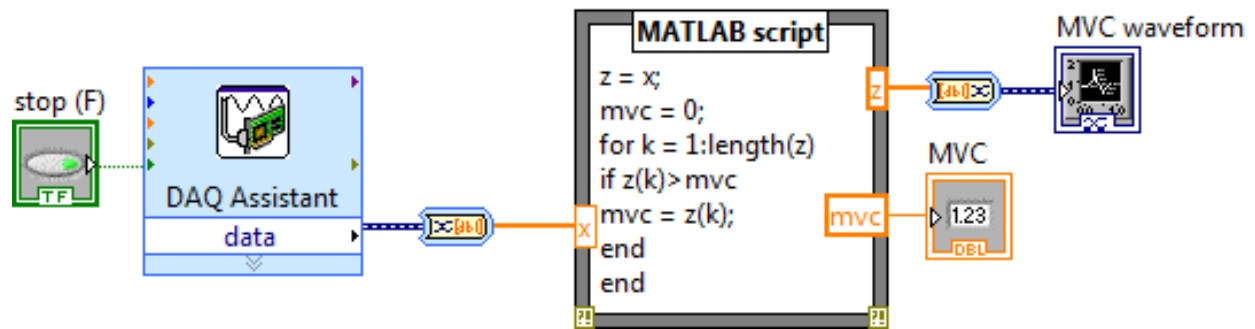 stop (F)
TF
DAQ Assistant
data
MATLAB script
z = x;
mvc = 0;
for k = 1:length(z)
if z(k)>mvc
mvc = z(k);
end
end
x
z
mvc
MVC waveform
MVC
1.23
DBL